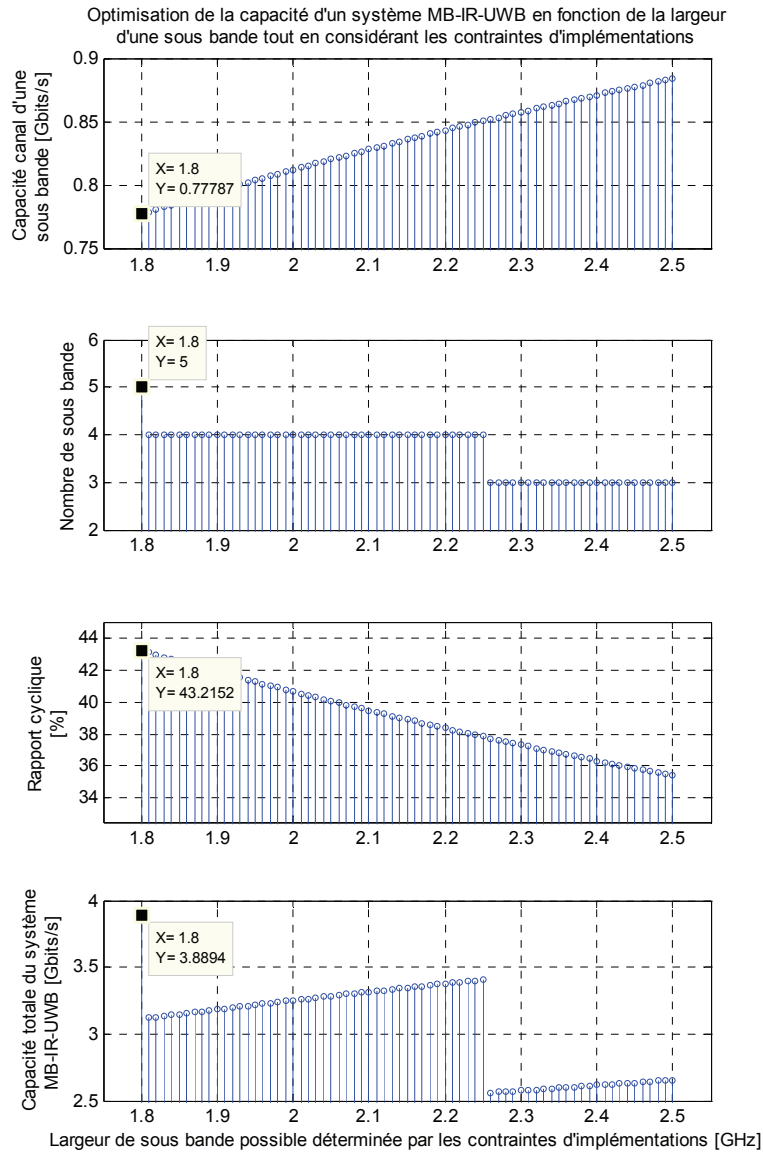 Optimisation de la capacité d'un système MB-IR-UWB en fonction de la largeur
d'une sous bande tout en considérant les contraintes d'implémentations
Capacité canal d'une
sous bande [Gbits/s]
0.9
0.85
0.8
0.75
X= 1.8
Y= 0.77787
1.8 1.9 2 2.1 2.2 2.3 2.4 2.5
Nombre de sous bande
6
5
4
3
2
X= 1.8
Y= 5
1.8 1.9 2 2.1 2.2 2.3 2.4 2.5
Rapport cyclique
[%]
44
42
40
38
36
34
X= 1.8
Y= 43.2152
1.8 1.9 2 2.1 2.2 2.3 2.4 2.5
Capacité totale du système
MB-IR-UWB [Gbits/s]
4
3.5
3
2.5
X= 1.8
Y= 3.8894
1.8 1.9 2 2.1 2.2 2.3 2.4 2.5
Largeur de sous bande possible déterminée par les contraintes d'implémentations [GHz]